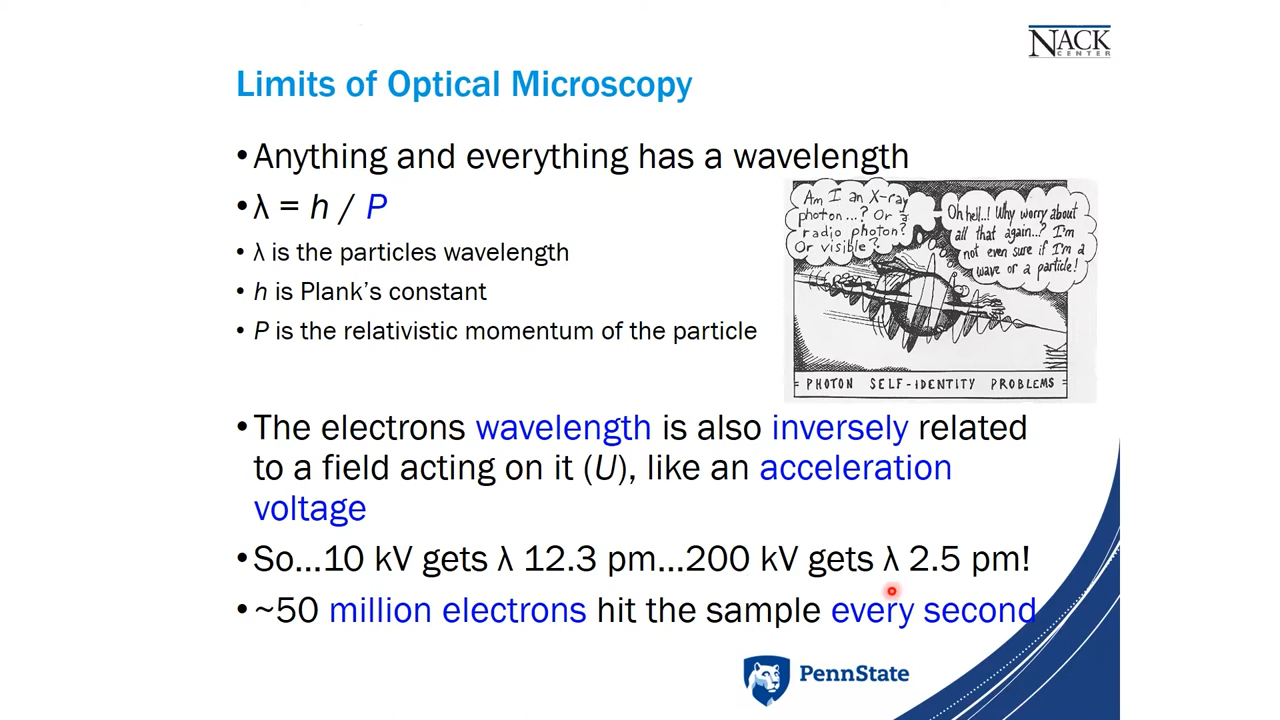 NACK
CENTER
Limits of Optical Microscopy
• Anything and everything has a wavelength
• λ = h / P
• λ is the particles wavelength
• h is Plank's constant
• P is the relativistic momentum of the particle
Am I an X-ray
photon...? Or a
radio photon?
Or visible?
Oh hell..! Why worry about
all that again...? I'm
not even sure if I'm a
wave or a particle!
= PHOTON SELF-IDENTITY PROBLEMS =
• The electrons wavelength is also inversely related
to a field acting on it (U), like an acceleration
voltage
• So...10 kV gets λ 12.3 pm...200 kV gets λ 2.5 pm!
• ~50 million electrons hit the sample every second
PennState